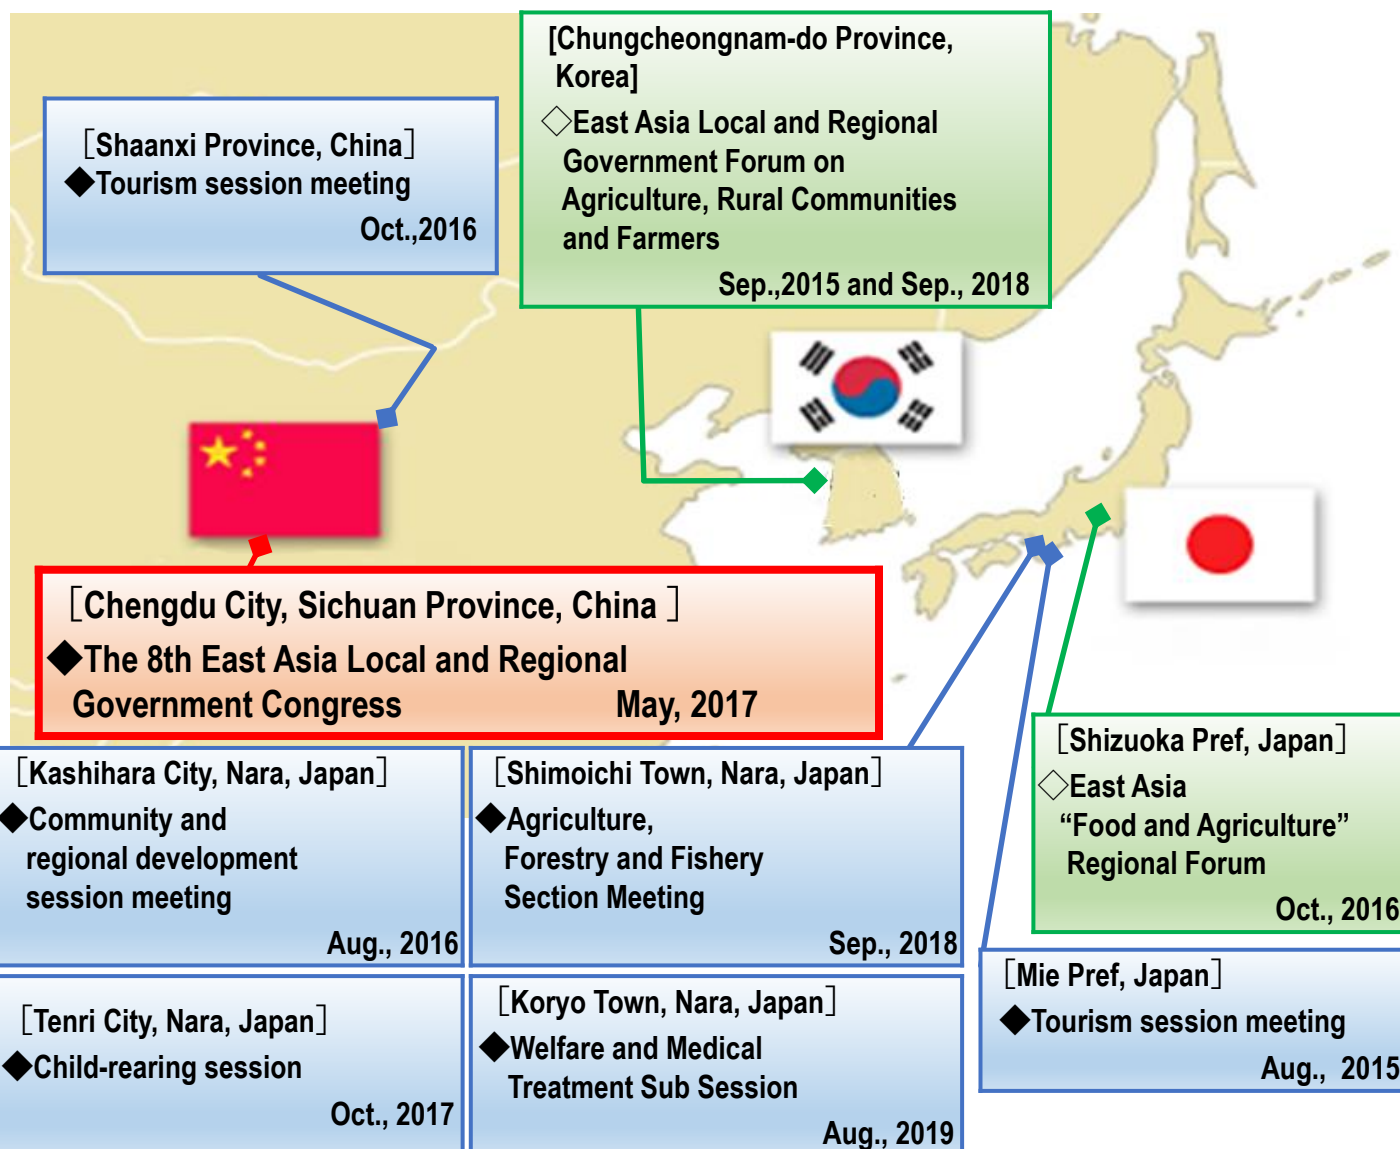 [Chungcheongnam-do Province,
Korea]
◇East Asia Local and Regional
Government Forum on
Agriculture, Rural Communities
and Farmers
Sep.,2015 and Sep., 2018
［Shaanxi Province, China］
◆Tourism session meeting
Oct.,2016
［Chengdu City, Sichuan Province, China ］
◆The 8th East Asia Local and Regional
Government Congress May, 2017
［Kashihara City, Nara, Japan］
◆Community and
regional development
session meeting
Aug., 2016
［Shimoichi Town, Nara, Japan］
◆Agriculture,
Forestry and Fishery
Section Meeting
Sep., 2018
［Shizuoka Pref, Japan］
◇East Asia
“Food and Agriculture”
Regional Forum
Oct., 2016
［Tenri City, Nara, Japan］
◆Child-rearing session
Oct., 2017
［Koryo Town, Nara, Japan］
◆Welfare and Medical
Treatment Sub Session
Aug., 2019
［Mie Pref, Japan］
◆Tourism session meeting
Aug., 2015